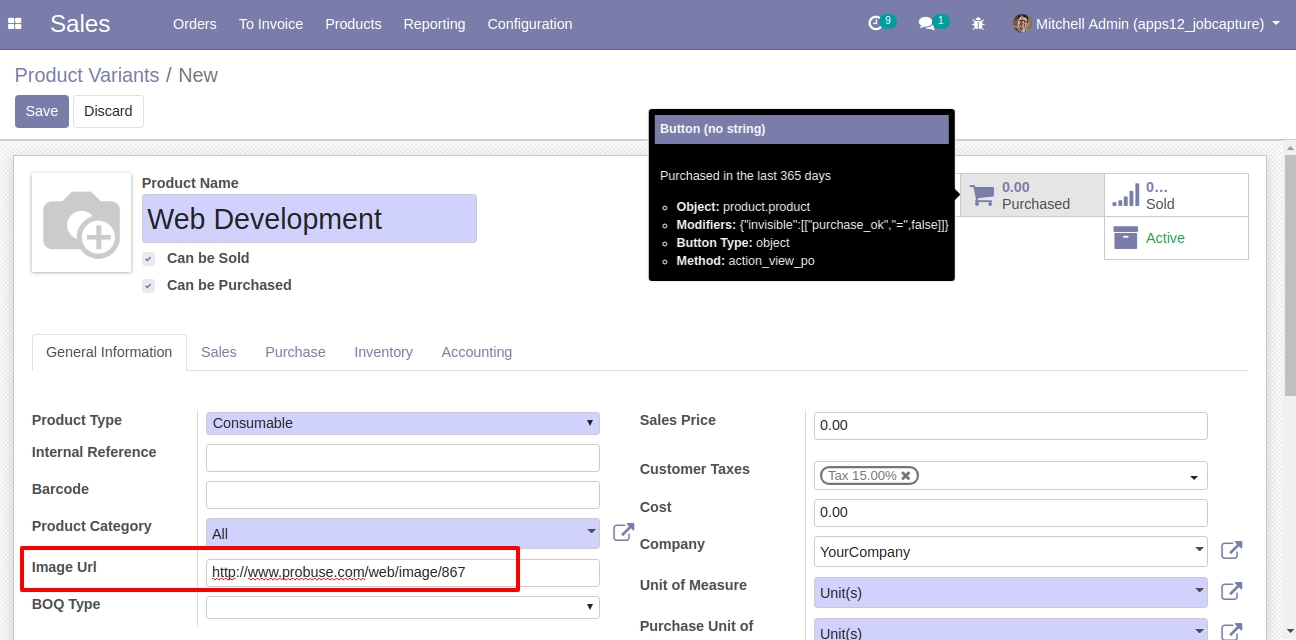 Sales Orders To Invoice Products Reporting Configuration 9 1 Mitchell Admin (apps12_jobcapture)
Product Variants / New
Save Discard
Button (no string)
Purchased in the last 365 days
Object: product.product
Modifiers: {"invisible":[["purchase_ok","=",false]]}
Button Type: object
Method: action_view_po
0.00
Purchased
0...
Sold
Active
Product Name
Web Development
Can be Sold
Can be Purchased
General Information Sales Purchase Inventory Accounting
Product Type Consumable
Internal Reference
Barcode
Product Category All
Image Url http://www.probuse.com/web/image/867
BOQ Type
Sales Price 0.00
Customer Taxes Tax 15.00%
Cost 0.00
Company YourCompany
Unit of Measure Unit(s)
Purchase Unit of Unit(s)